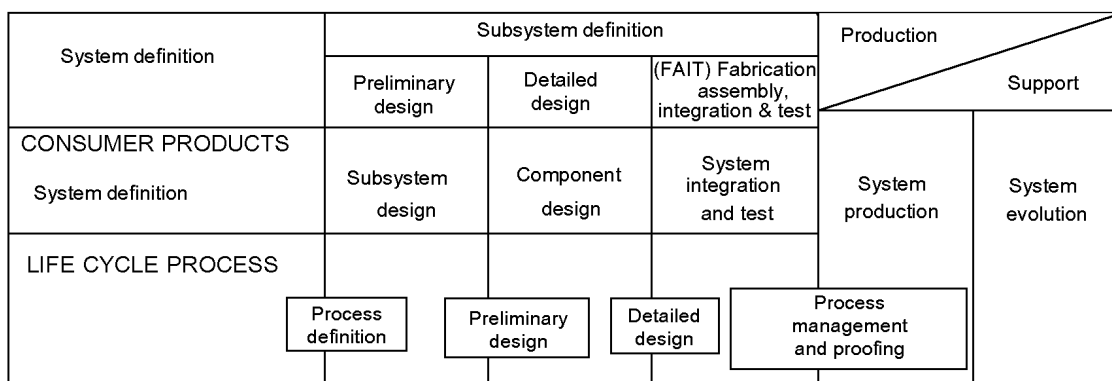 System definition
Subsystem definition
Production
Support
Preliminary
design
Detailed
design
(FAIT) Fabrication
assembly,
integration & test
CONSUMER PRODUCTS
System definition
Subsystem
design
Component
design
System
integration
and test
System
production
System
evolution
LIFE CYCLE PROCESS
Process
definition
Preliminary
design
Detailed
design
Process
management
and proofing